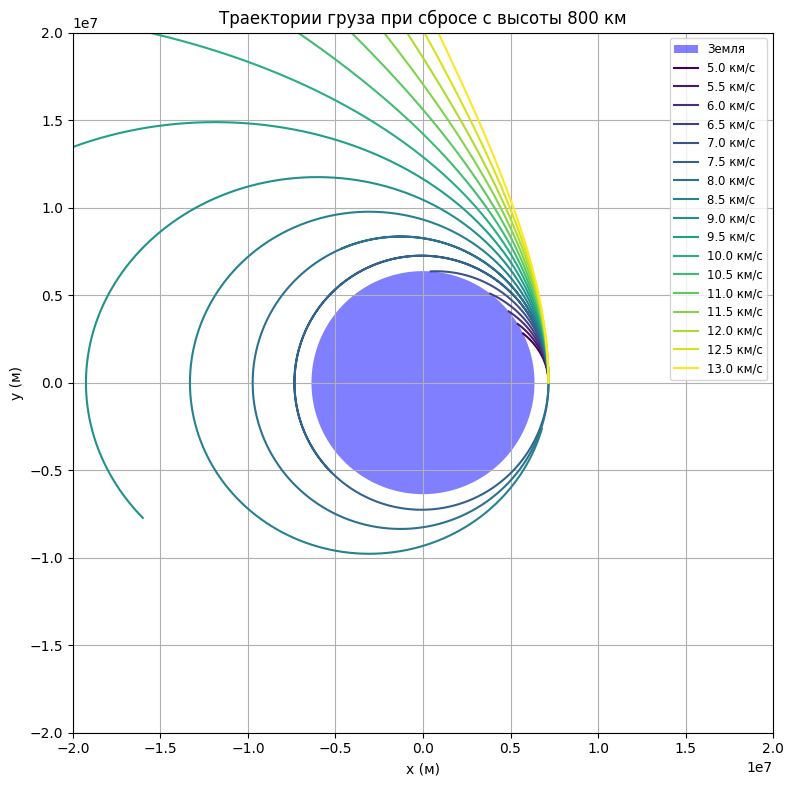 Траектории груза при сбросе с высоты 800 км
1e7
2.0
1.5
1.0
0.5
0.0
−0.5
−1.0
−1.5
−2.0
y (м)
Земля
5.0 км/с
5.5 км/с
6.0 км/с
6.5 км/с
7.0 км/с
7.5 км/с
8.0 км/с
8.5 км/с
9.0 км/с
9.5 км/с
10.0 км/с
10.5 км/с
11.0 км/с
11.5 км/с
12.0 км/с
12.5 км/с
13.0 км/с
−2.0 −1.5 −1.0 −0.5 0.0 0.5 1.0 1.5 2.0
x (м)
1e7